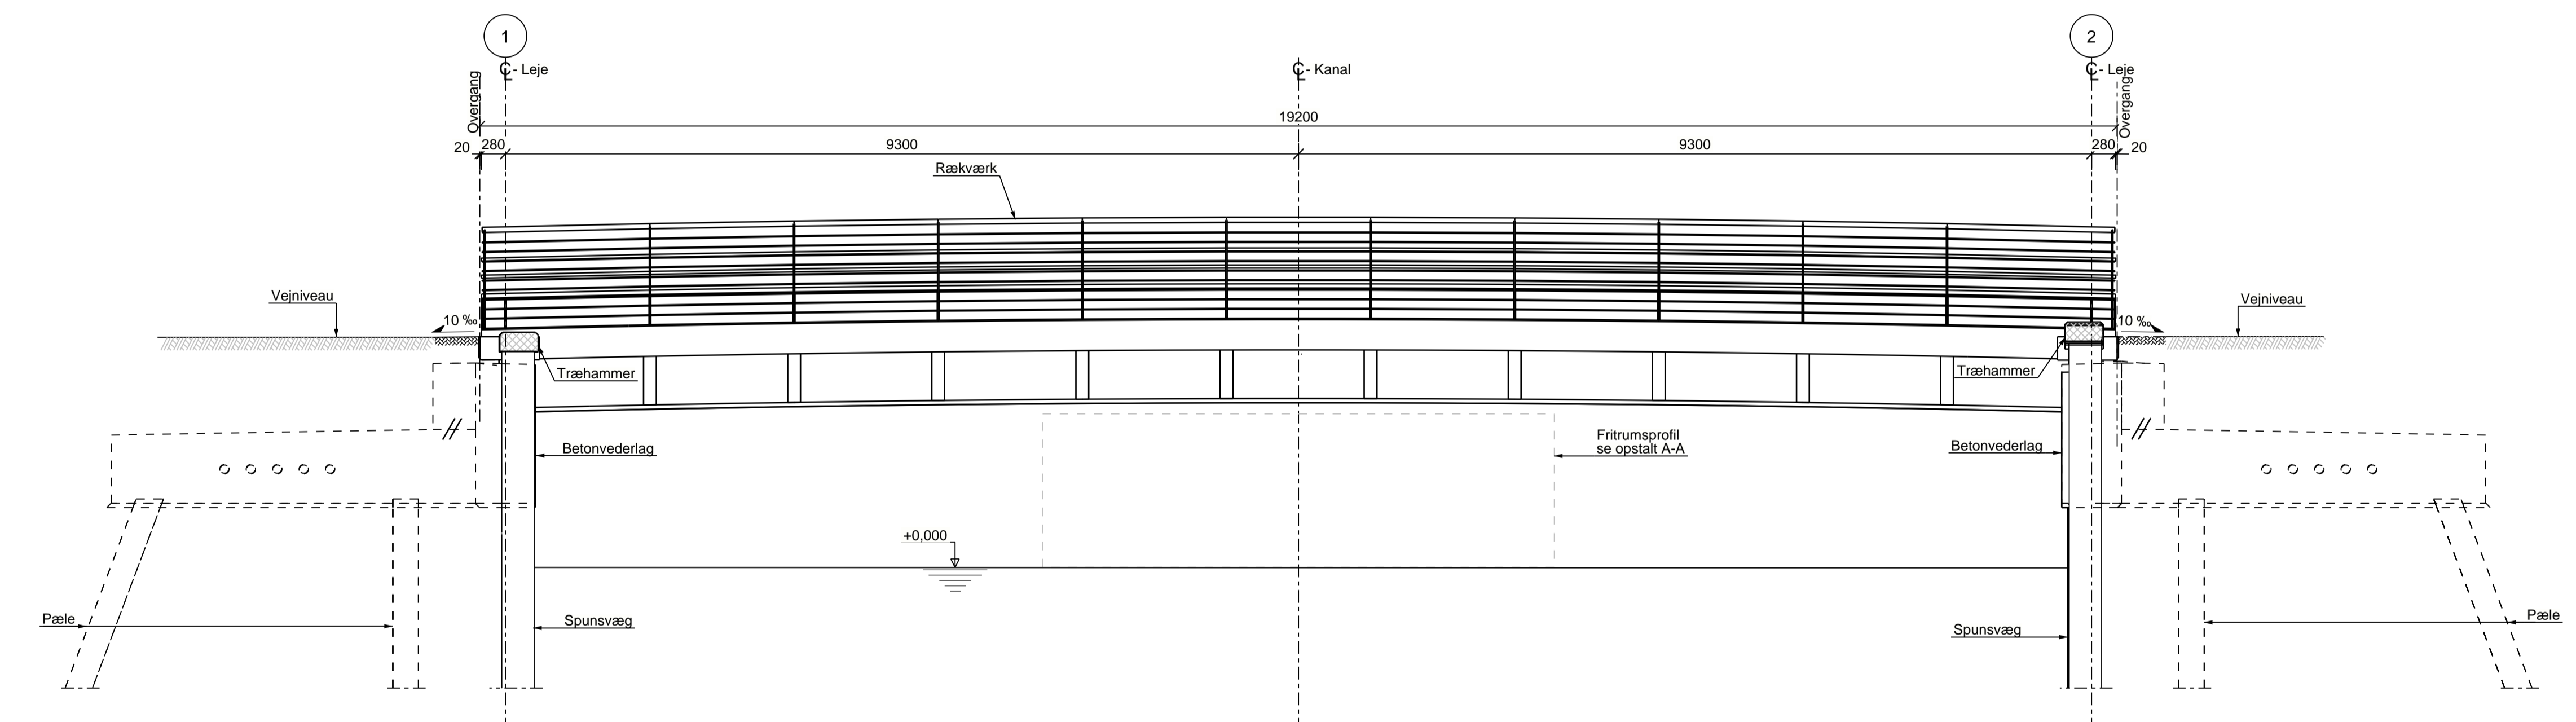 1
2
℄ - Leje
℄ - Kanal
℄ - Leje
Overgang
Overgang
19200
20
280
9300
9300
280
20
Rækværk
Vejniveau
Vejniveau
10 ‰
10 ‰
Træhammer
Træhammer
Betonvederlag
Fritrumsprofil
se opstalt A-A
Betonvederlag
+0,000
Pæle
Spunsvæg
Spunsvæg
Pæle